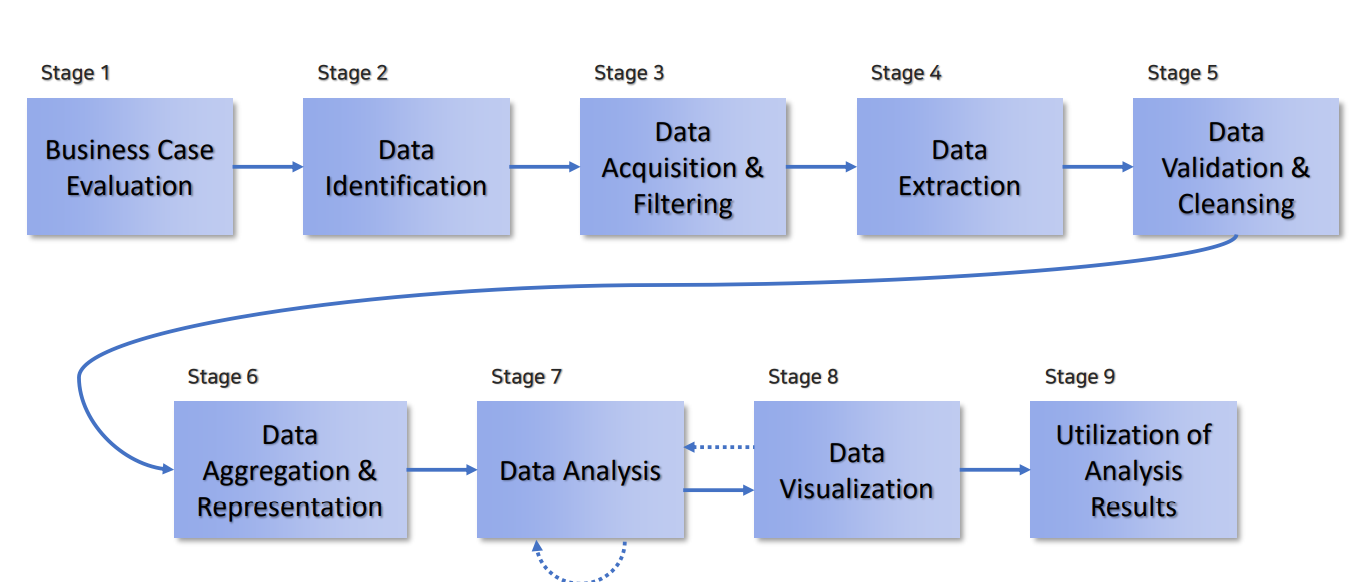 Stage 1
Business Case
Evaluation
Stage 2
Data
Identification
Stage 3
Data
Acquisition &
Filtering
Stage 4
Data
Extraction
Stage 5
Data
Validation &
Cleansing
Stage 6
Data
Aggregation &
Representation
Stage 7
Data Analysis
Stage 8
Data
Visualization
Stage 9
Utilization of
Analysis
Results